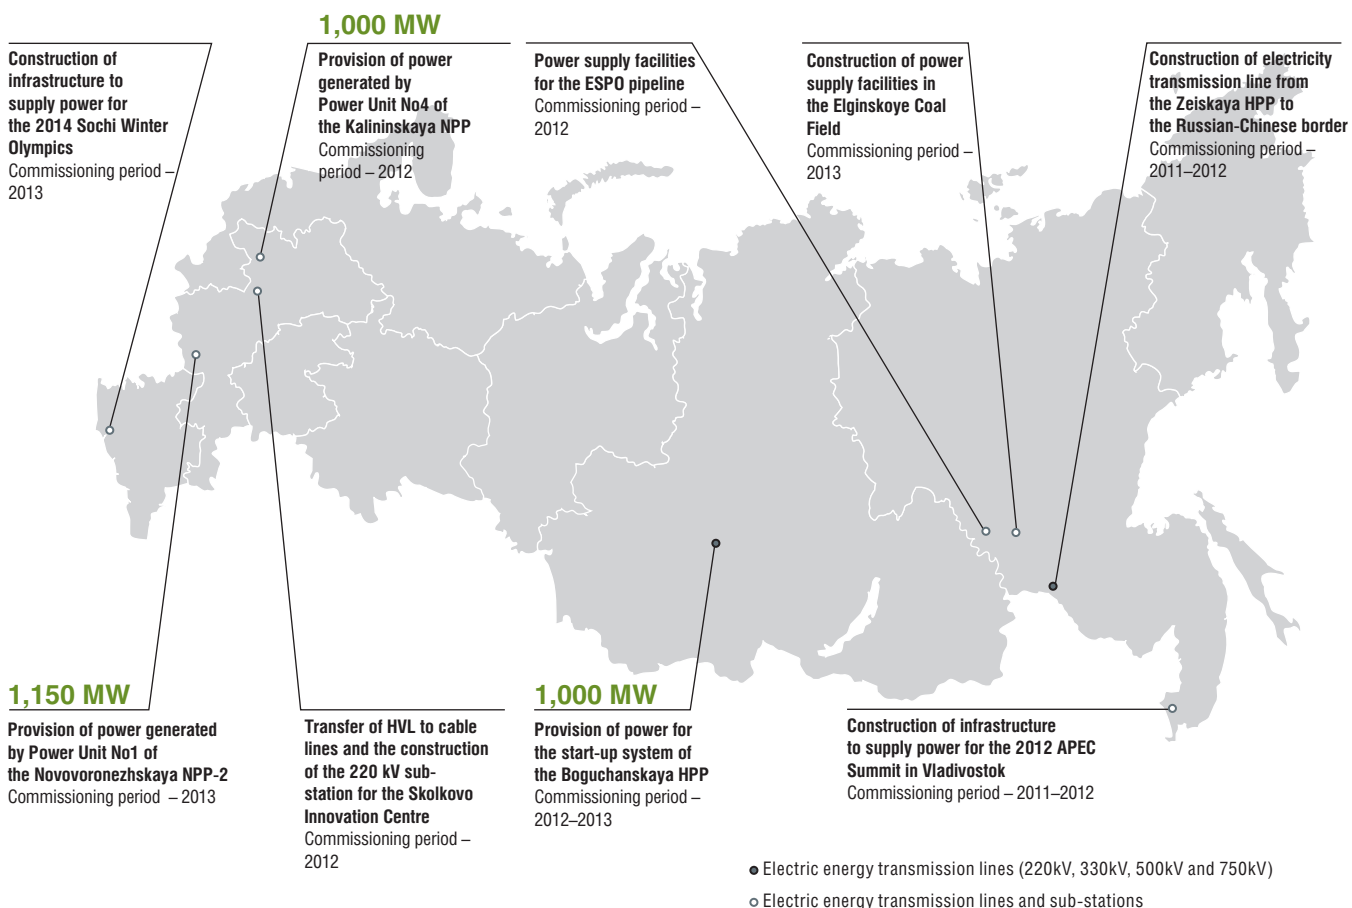 Construction of
infrastructure to
supply power for
the 2014 Sochi Winter
Olympics
Commissioning period –
2013
1,000 MW
Provision of power
generated by
Power Unit No4 of
the Kalininskaya NPP
Commissioning
period – 2012
Power supply facilities
for the ESPO pipeline
Commissioning period –
2012
Construction of power
supply facilities in
the Elginskoye Coal
Field
Commissioning period –
2013
Construction of electricity
transmission line from
the Zeiskaya HPP to
the Russian-Chinese border
Commissioning period –
2011–2012
1,150 MW
Provision of power generated
by Power Unit No1 of
the Novovoronezhskaya NPP-2
Commissioning period – 2013
Transfer of HVL to cable
lines and the construction
of the 220 kV sub-
station for the Skolkovo
Innovation Centre
Commissioning period –
2012
1,000 MW
Provision of power for
the start-up system of
the Boguchanskaya HPP
Commissioning period –
2012–2013
Construction of infrastructure
to supply power for the 2012 APEC
Summit in Vladivostok
Commissioning period – 2011–2012
Electric energy transmission lines (220kV, 330kV, 500kV and 750kV)
Electric energy transmission lines and sub-stations